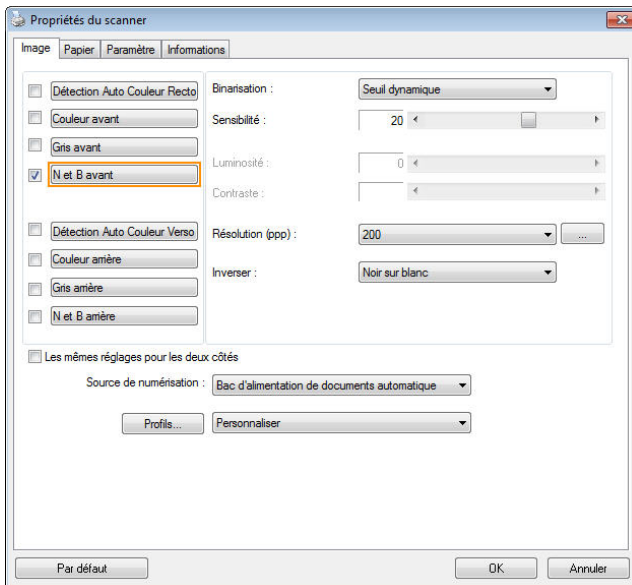 Propriétés du scanner
Image Papier Paramètre Informations
Détection Auto Couleur Recto
Couleur avant
Gris avant
N et B avant
Détection Auto Couleur Verso
Couleur arrière
Gris arrière
N et B arrière
Binarisation : Seuil dynamique
Sensibilité : 20
Luminosité : 0
Contraste :
Résolution (ppp) : 200 ...
Inverser : Noir sur blanc
Les mêmes réglages pour les deux côtés
Source de numérisation : Bac d'alimentation de documents automatique
Profils... Personnaliser
Par défaut OK Annuler